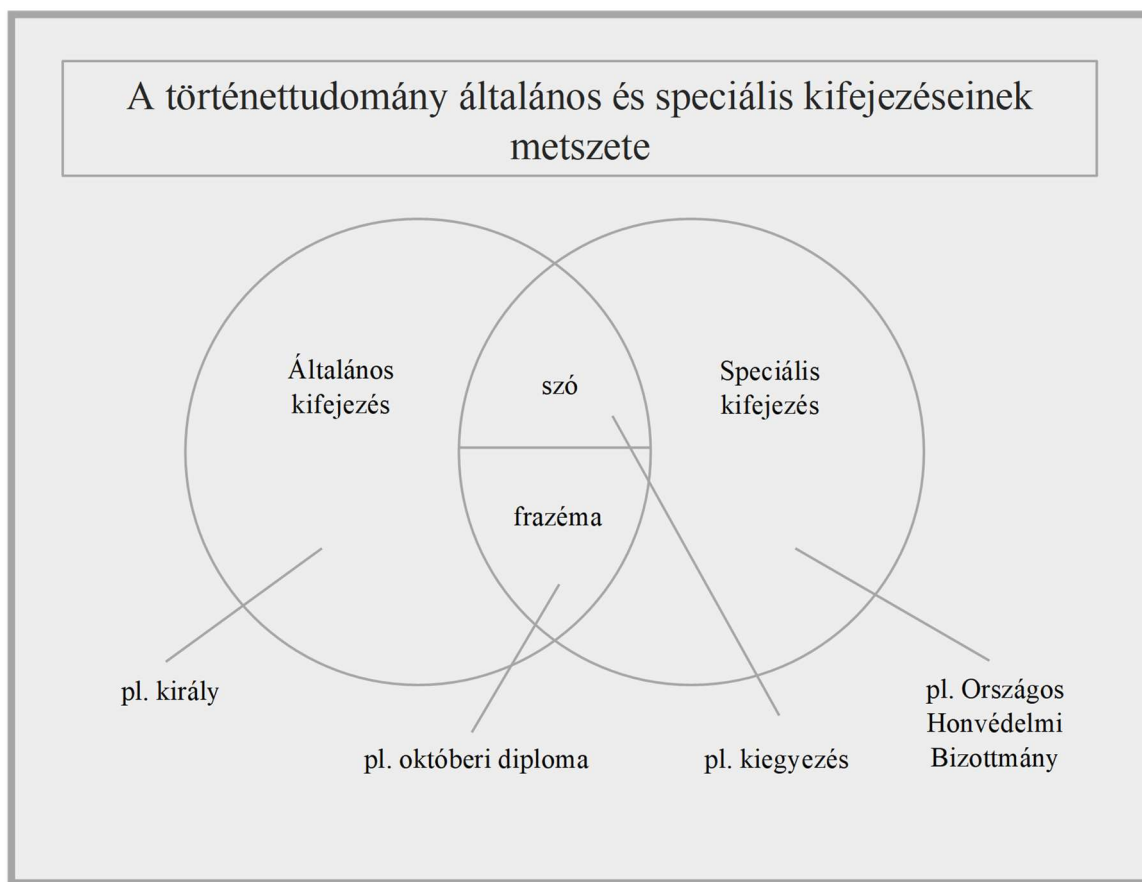 A történettudomány általános és speciális kifejezéseinek
metszete
Általános
kifejezés
szó
Speciális
kifejezés
frazéma
pl. király
pl. októberi diploma
pl. kiegyezés
pl. Országos
Honvédelmi
Bizottmány